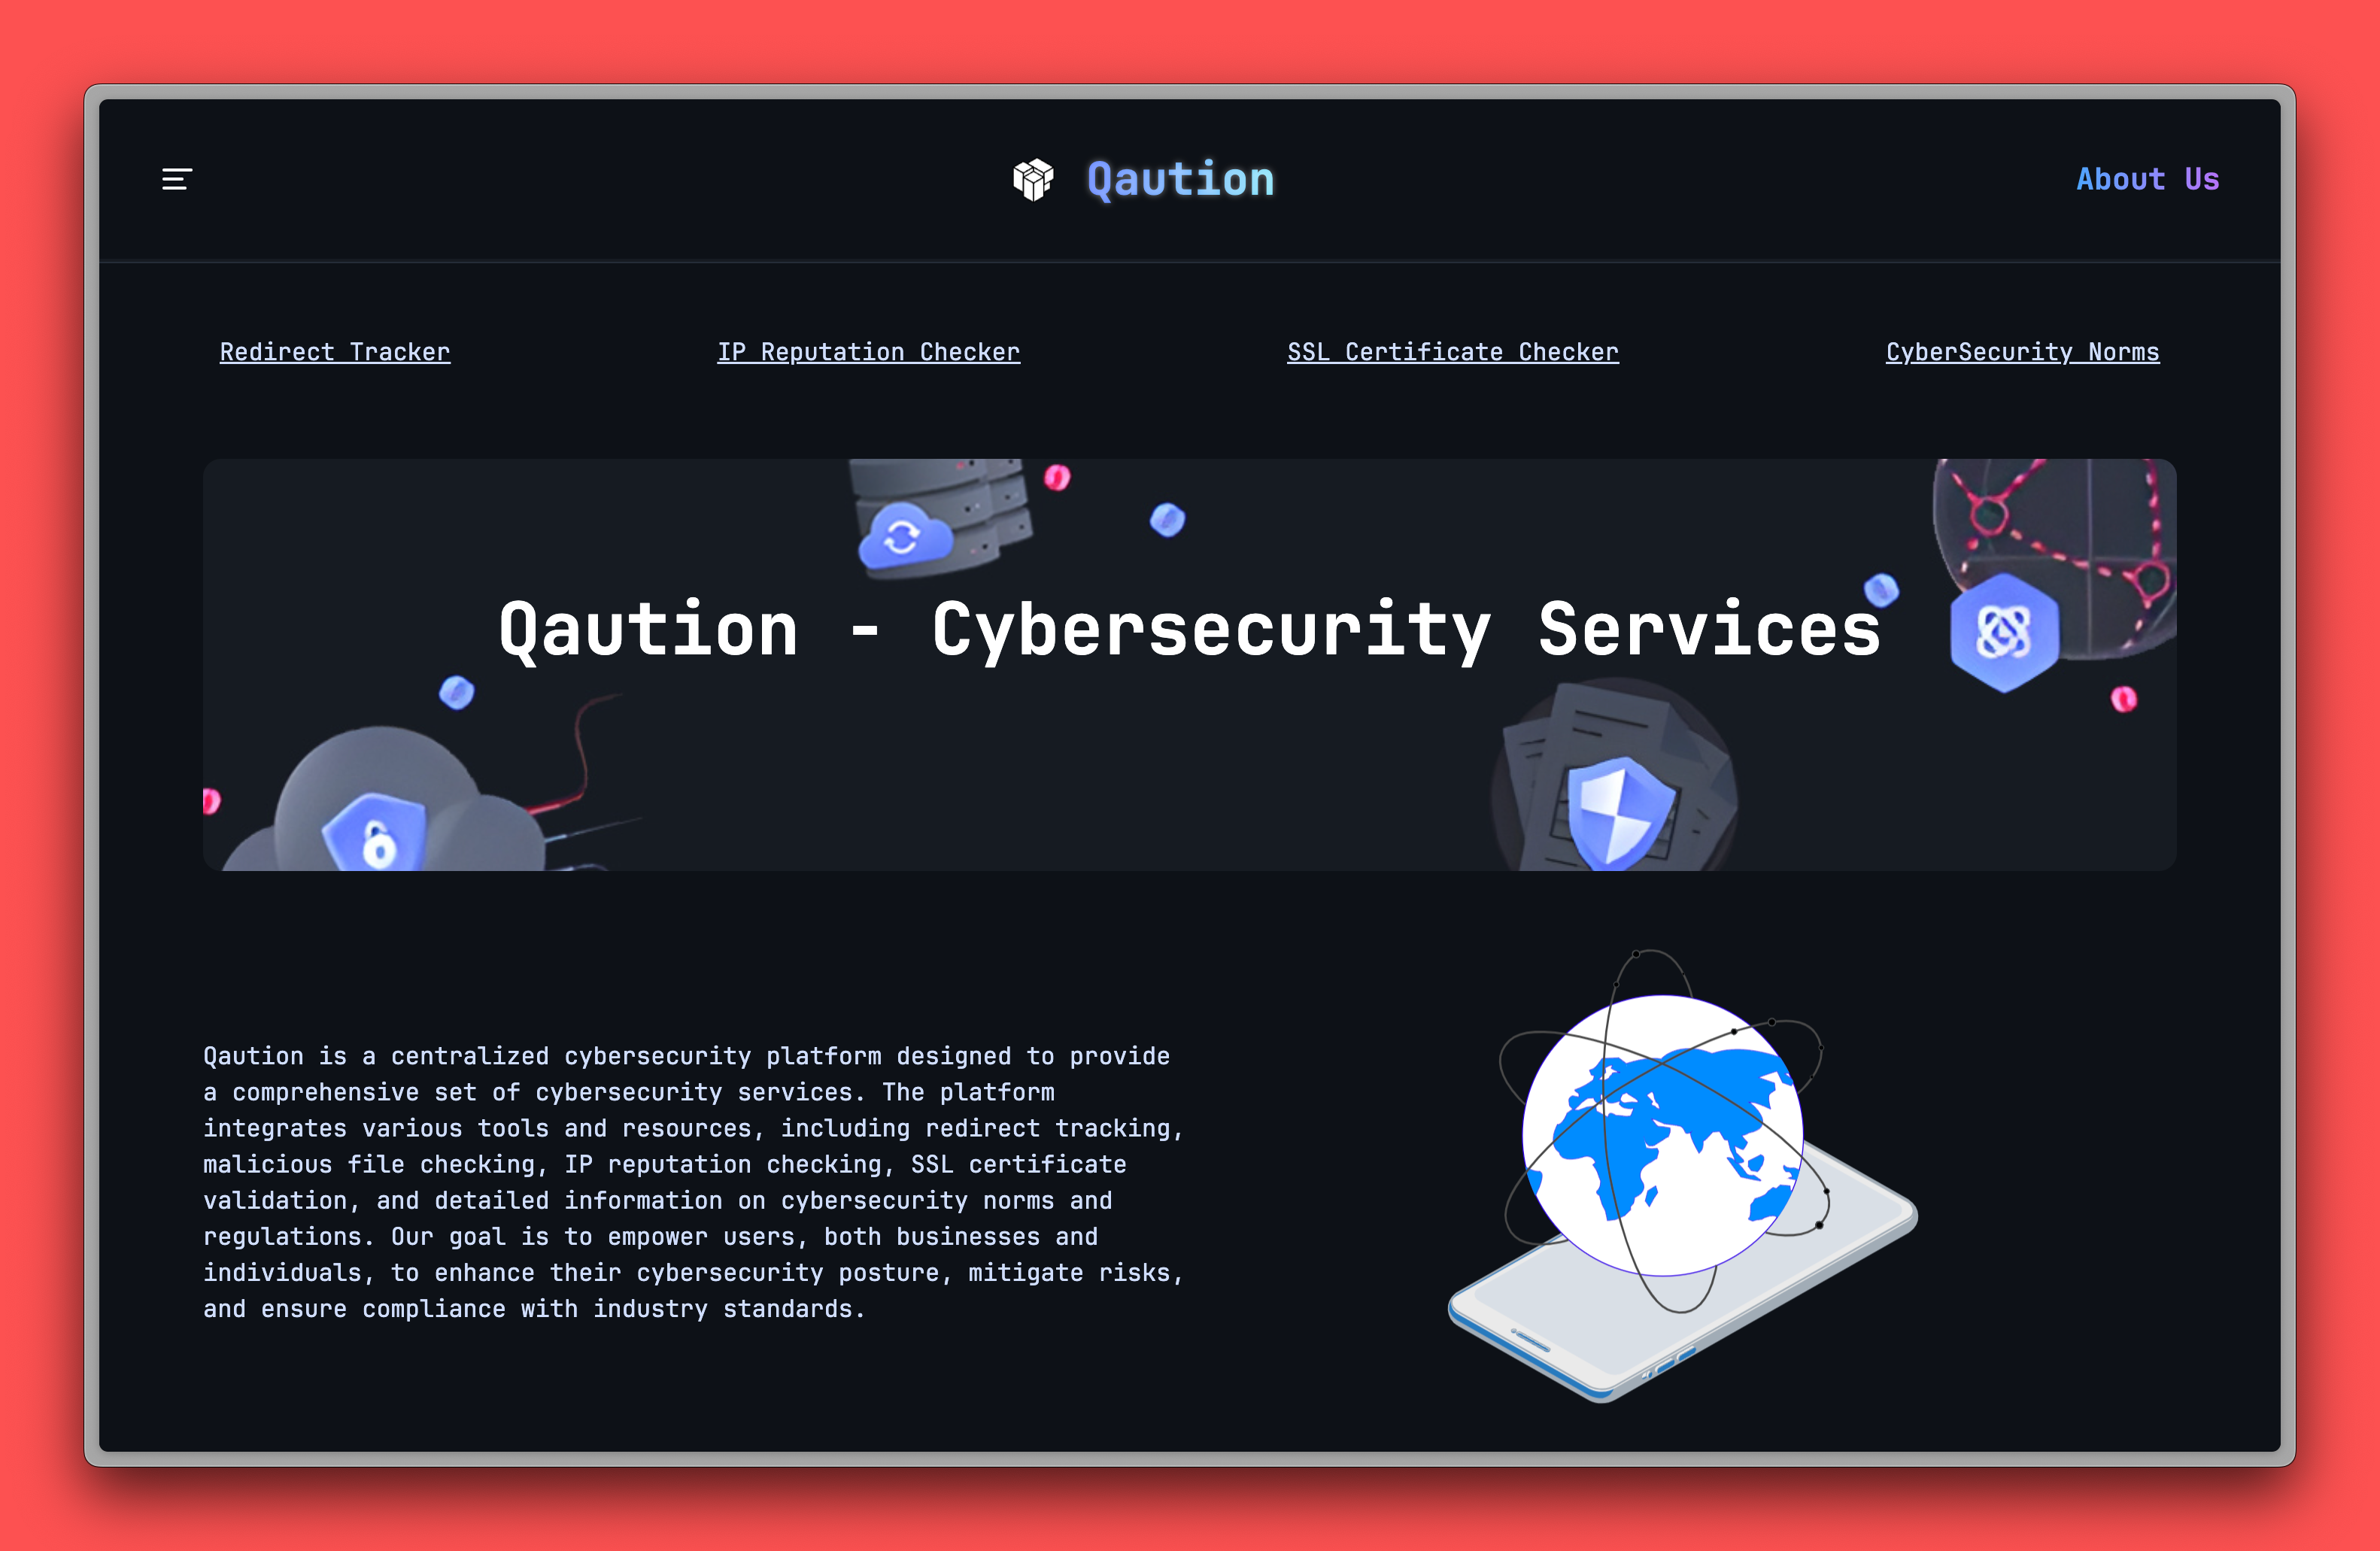 Qaution
About Us
Redirect Tracker
IP Reputation Checker
SSL Certificate Checker
CyberSecurity Norms
Qaution - Cybersecurity Services
Qaution is a centralized cybersecurity platform designed to provide
a comprehensive set of cybersecurity services. The platform
integrates various tools and resources, including redirect tracking,
malicious file checking, IP reputation checking, SSL certificate
validation, and detailed information on cybersecurity norms and
regulations. Our goal is to empower users, both businesses and
individuals, to enhance their cybersecurity posture, mitigate risks,
and ensure compliance with industry standards.